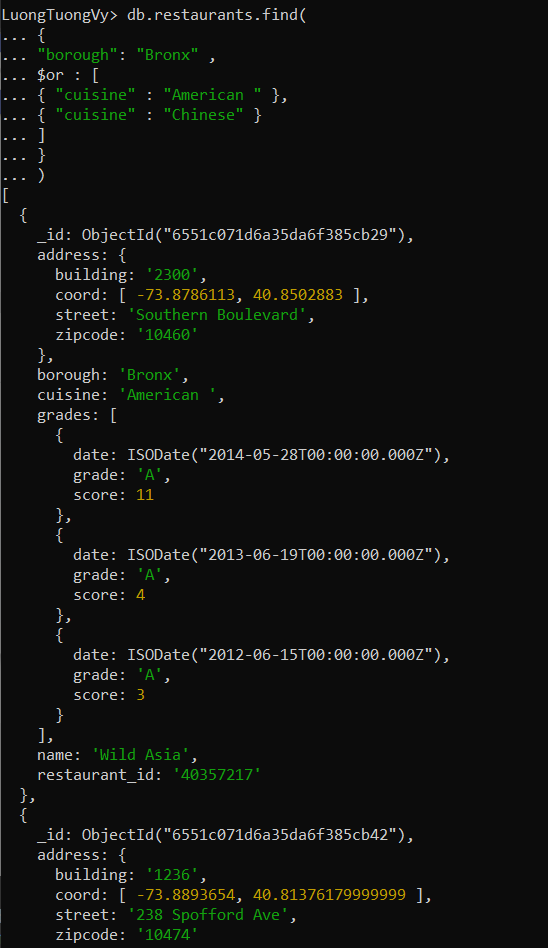 LuongTuongVy> db.restaurants.find(
... {
... "borough": "Bronx" ,
... $or : [
... { "cuisine" : "American " },
... { "cuisine" : "Chinese" }
... ]
... }
... )
[
  {
    _id: ObjectId("6551c071d6a35da6f385cb29"),
    address: {
      building: '2300',
      coord: [ -73.8786113, 40.8502883 ],
      street: 'Southern Boulevard',
      zipcode: '10460'
    },
    borough: 'Bronx',
    cuisine: 'American ',
    grades: [
      {
        date: ISODate("2014-05-28T00:00:00.000Z"),
        grade: 'A',
        score: 11
      },
      {
        date: ISODate("2013-06-19T00:00:00.000Z"),
        grade: 'A',
        score: 4
      },
      {
        date: ISODate("2012-06-15T00:00:00.000Z"),
        grade: 'A',
        score: 3
      }
    ],
    name: 'Wild Asia',
    restaurant_id: '40357217'
  },
  {
    _id: ObjectId("6551c071d6a35da6f385cb42"),
    address: {
      building: '1236',
      coord: [ -73.8893654, 40.81376179999999 ],
      street: '238 Spofford Ave',
      zipcode: '10474'